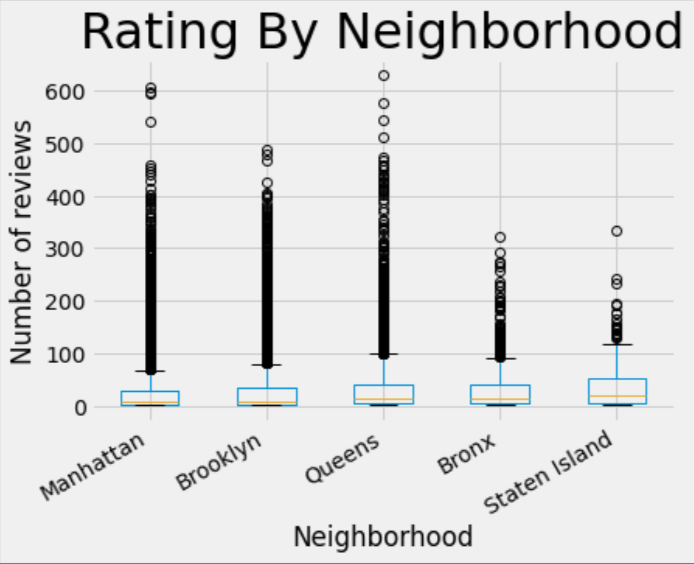 Rating By Neighborhood
Number of reviews
600
500
400
300
200
100
0
Manhattan
Brooklyn
Queens
Bronx
Staten Island
Neighborhood